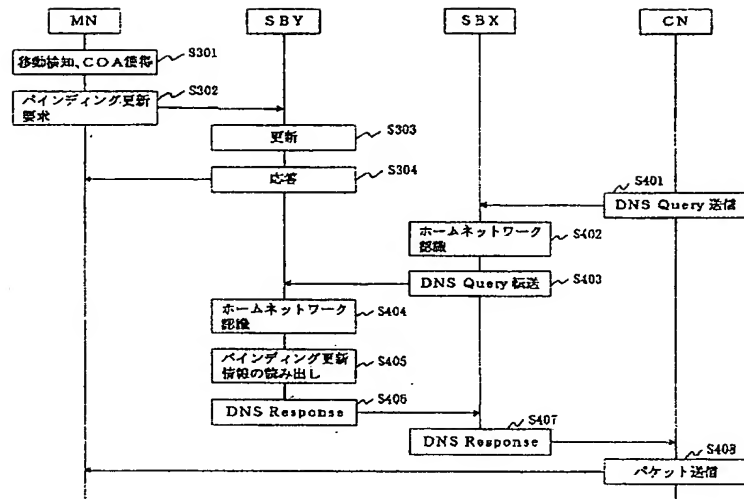 MN
SBY
SBX
CN
移動検知、COA獲得
S301
バインディング更新
要求
S302
更新
S303
応答
S304
S401
DNS Query 送信
ホームネットワーク
認識
S402
DNS Query 転送
S403
ホームネットワーク
認識
S404
バインディング更新
情報の読み出し
S405
S406
DNS Response
S407
DNS Response
S408
パケット送信